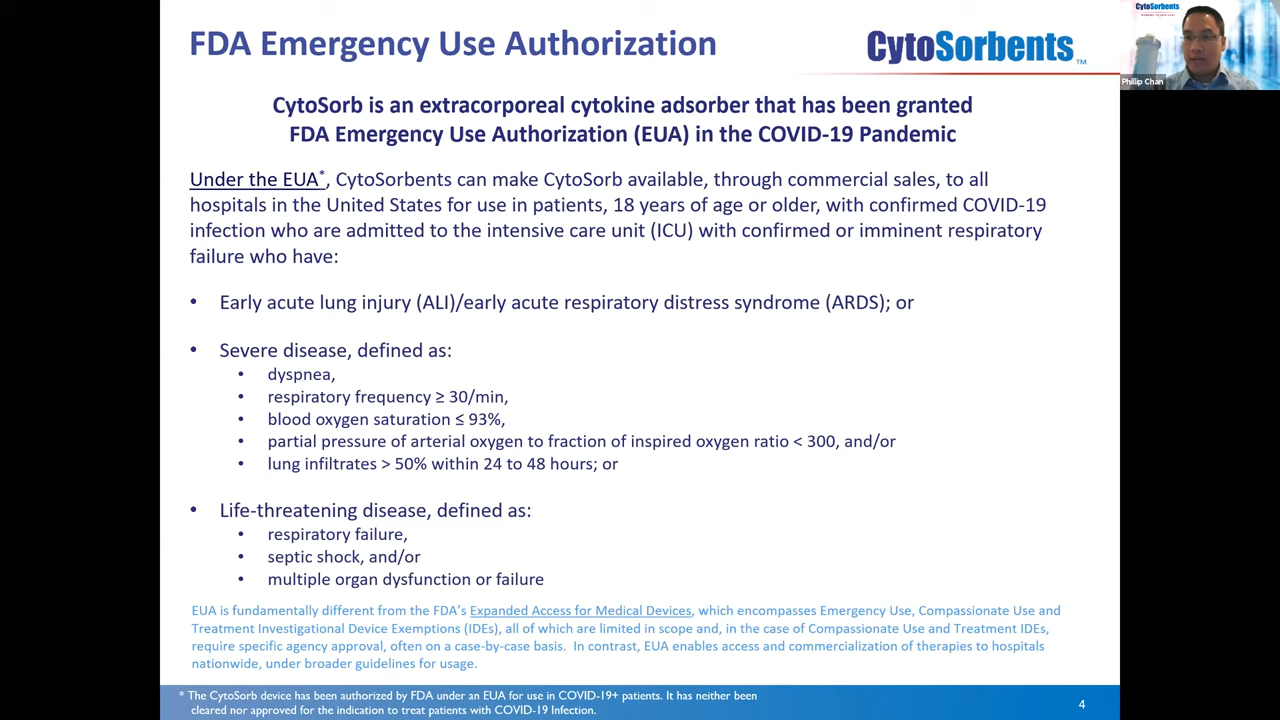 FDA Emergency Use Authorization
CytoSorbents™
CytoSorbents
Phillip Chan
CytoSorb is an extracorporeal cytokine adsorber that has been granted
FDA Emergency Use Authorization (EUA) in the COVID-19 Pandemic
Under the EUA*, CytoSorbents can make CytoSorb available, through commercial sales, to all
hospitals in the United States for use in patients, 18 years of age or older, with confirmed COVID-19
infection who are admitted to the intensive care unit (ICU) with confirmed or imminent respiratory
failure who have:
• Early acute lung injury (ALI)/early acute respiratory distress syndrome (ARDS); or
• Severe disease, defined as:
• dyspnea,
• respiratory frequency ≥ 30/min,
• blood oxygen saturation ≤ 93%,
• partial pressure of arterial oxygen to fraction of inspired oxygen ratio < 300, and/or
• lung infiltrates > 50% within 24 to 48 hours; or
• Life-threatening disease, defined as:
• respiratory failure,
• septic shock, and/or
• multiple organ dysfunction or failure
EUA is fundamentally different from the FDA's Expanded Access for Medical Devices, which encompasses Emergency Use, Compassionate Use and
Treatment Investigational Device Exemptions (IDEs), all of which are limited in scope and, in the case of Compassionate Use and Treatment IDEs,
require specific agency approval, often on a case-by-case basis. In contrast, EUA enables access and commercialization of therapies to hospitals
nationwide, under broader guidelines for usage.
* The CytoSorb device has been authorized by FDA under an EUA for use in COVID-19+ patients. It has neither been
cleared nor approved for the indication to treat patients with COVID-19 Infection.
4